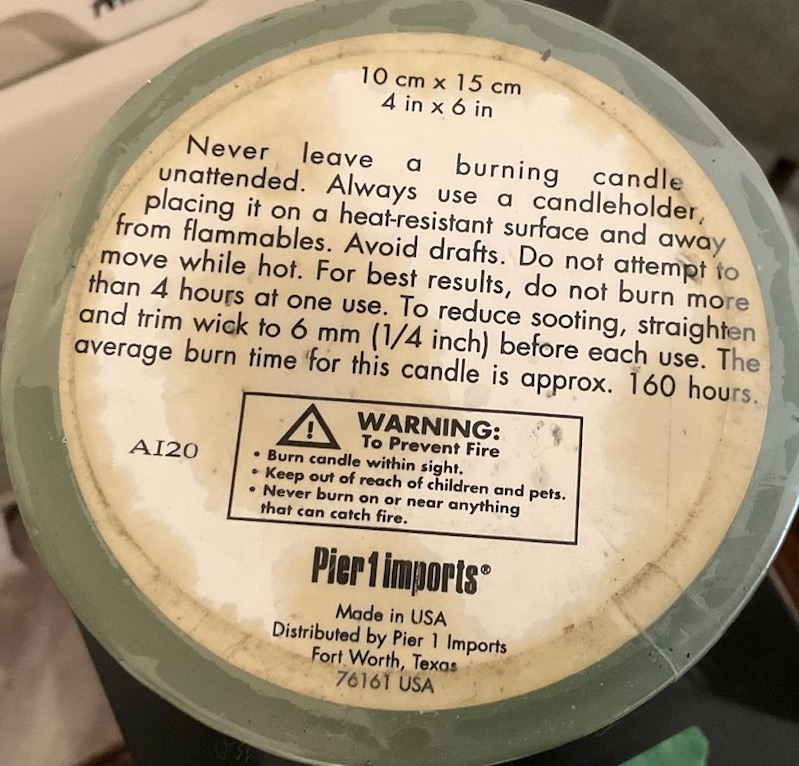 10 cm x 15 cm
4 in x 6 in
Never leave a burning candle
unattended. Always use a candleholder,
placing it on a heat-resistant surface and away
from flammables. Avoid drafts. Do not attempt to
move while hot. For best results, do not burn more
than 4 hours at one use. To reduce sooting, straighten
and trim wick to 6 mm (1/4 inch) before each use. The
average burn time for this candle is approx. 160 hours.
AI20
WARNING:
To Prevent Fire
• Burn candle within sight.
• Keep out of reach of children and pets.
• Never burn on or near anything
that can catch fire.
Pier 1 imports®
Made in USA
Distributed by Pier 1 Imports
Fort Worth, Texas
76161 USA